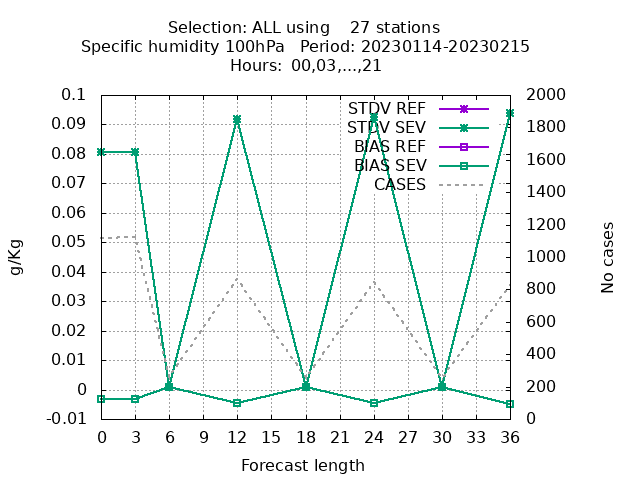 Selection: ALL using    27 stations
Specific humidity 100hPa   Period: 20230114-20230215
Hours:  00,03,...,21
0.1
0.09
0.08
0.07
0.06
0.05
0.04
0.03
0.02
0.01
0
-0.01
g/Kg
STDV REF
STDV SEV
BIAS REF
BIAS SEV
CASES
2000
1800
1600
1400
1200
1000
800
600
400
200
0
No cases
0 3 6 9 12 15 18 21 24 27 30 33 36
Forecast length